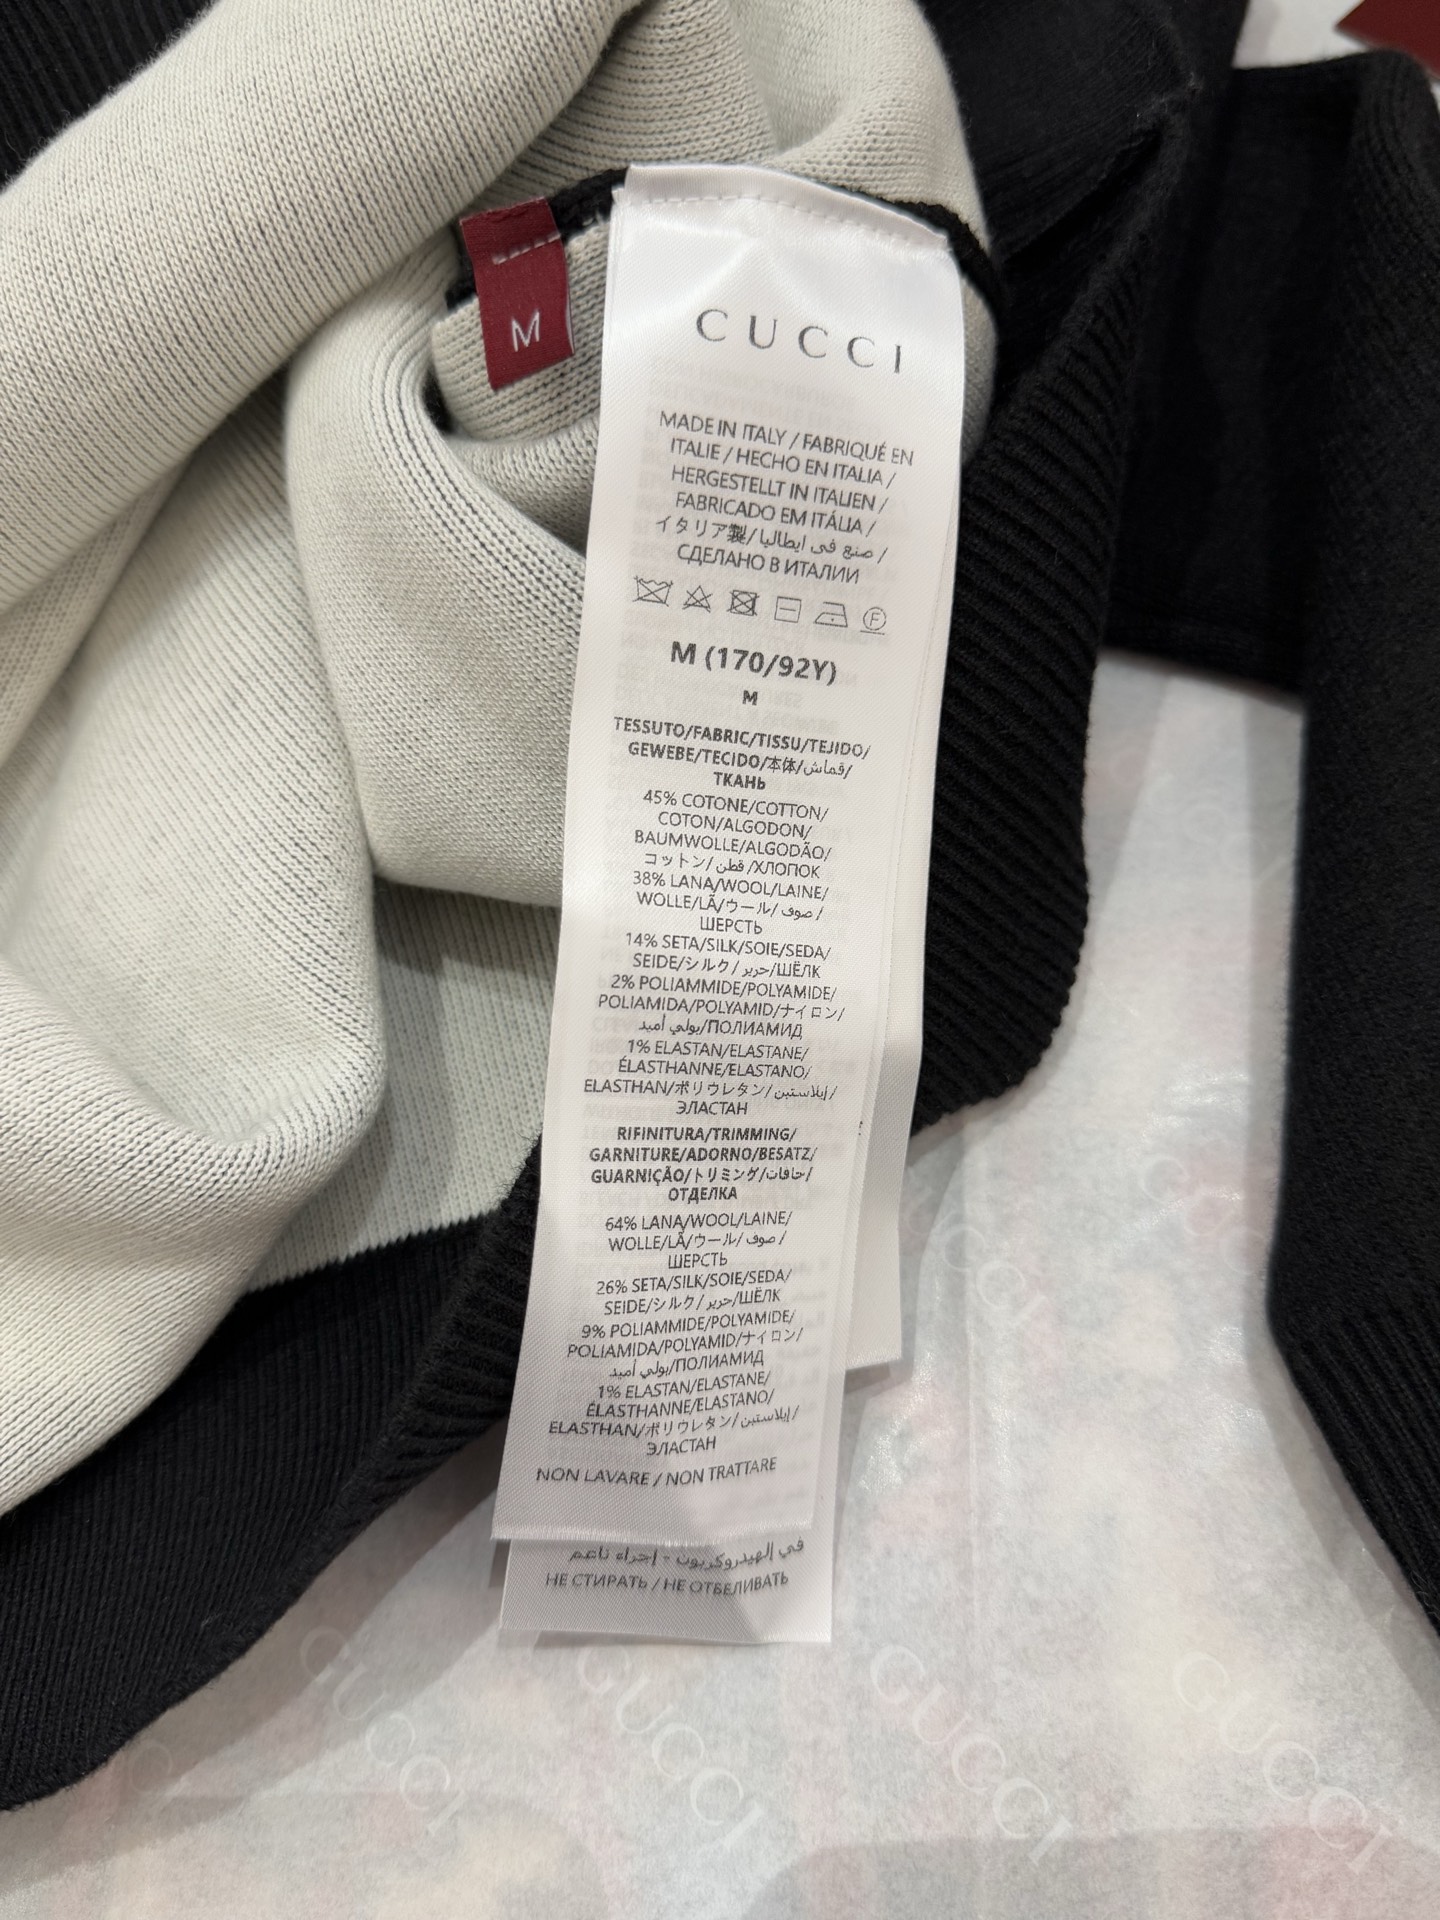 M
CUCCI
MADE IN ITALY / FABRIQUÉ EN
ITALIE / HECHO EN ITALIA /
HERGESTELLT IN ITALIEN /
FABRICADO EM ITÁLIA /
イタリア製/ صنع في ايطاليا /
СДЕЛАНО В ИТАЛИИ
F
M (170/92Y)
M
TESSUTO/FABRIC/TISSU/TEJIDO/
GEWEBE/TECIDO/本体/قماش/
ТКАНЬ
45% COTONE/COTTON/
COTON/ALGODON/
BAUMWOLLE/ALGODÃO/
コットン/ قطن /ХЛОПОК
38% LANA/WOOL/LAINE/
WOLLE/LÃ/ウール/ صوف /
ШЕРСТЬ
14% SETA/SILK/SOIE/SEDA/
SEIDE/シルク/ حرير/ШЁЛК
2% POLIAMMIDE/POLYAMIDE/
POLIAMIDA/POLYAMID/ナイロン/
بولي أميد/ПОЛИАМИД
1% ELASTAN/ELASTANE/
ÉLASTHANNE/ELASTANO/
ELASTHAN/ポリウレタン/إيلاستين/
ЭЛАСТАН
RIFINITURA/TRIMMING/
GARNITURE/ADORNO/BESATZ/
GUARNIÇÃO/トリミング/حافات/
ОТДЕЛКА
64% LANA/WOOL/LAINE/
WOLLE/LÃ/ウール/ صوف /
ШЕРСТЬ
26% SETA/SILK/SOIE/SEDA/
SEIDE/シルク/ حرير/ШЁЛК
9% POLIAMMIDE/POLYAMIDE/
POLIAMIDA/POLYAMID/ナイロン/
بولي أميد/ПОЛИАМИД
1% ELASTAN/ELASTANE/
ÉLASTHANNE/ELASTANO/
ELASTHAN/ポリウレタン/إيلاستين/
ЭЛАСТАН
NON LAVARE / NON TRATTARE
في الهيدروكربون - إجراء ناعم
НЕ СТИРАТЬ / НЕ ОТБЕЛИВАТЬ
GUCCI
GUCCI
GUCCI
GUCCI